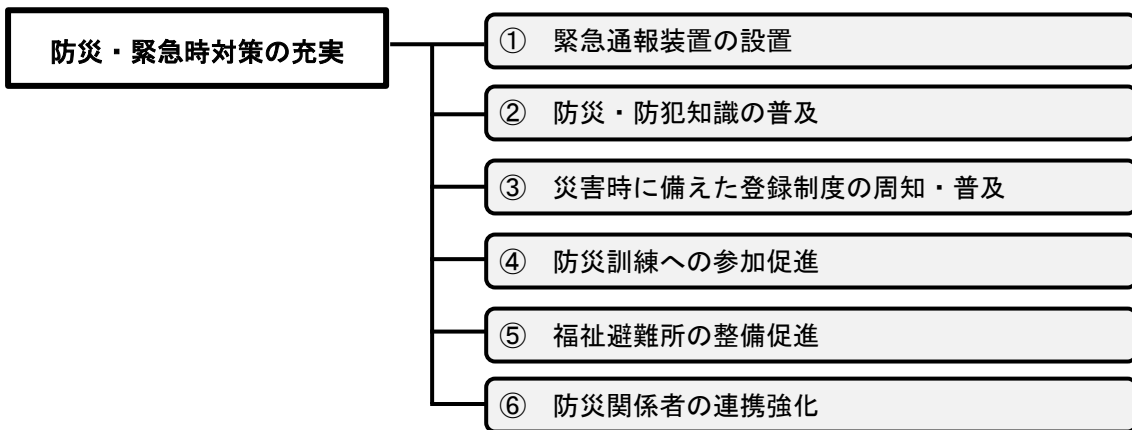 防災・緊急時対策の充実
① 緊急通報装置の設置
② 防災・防犯知識の普及
③ 災害時に備えた登録制度の周知・普及
④ 防災訓練への参加促進
⑤ 福祉避難所の整備促進
⑥ 防災関係者の連携強化